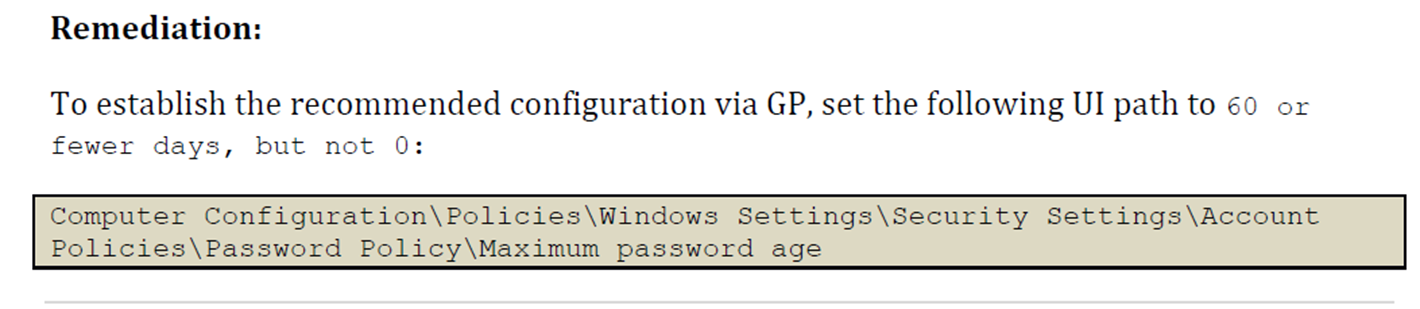 Remediation:
To establish the recommended configuration via GP, set the following UI path to 60 or
fewer days, but not 0:
Computer Configuration\Policies\Windows Settings\Security Settings\Account
Policies\Password Policy\Maximum password age